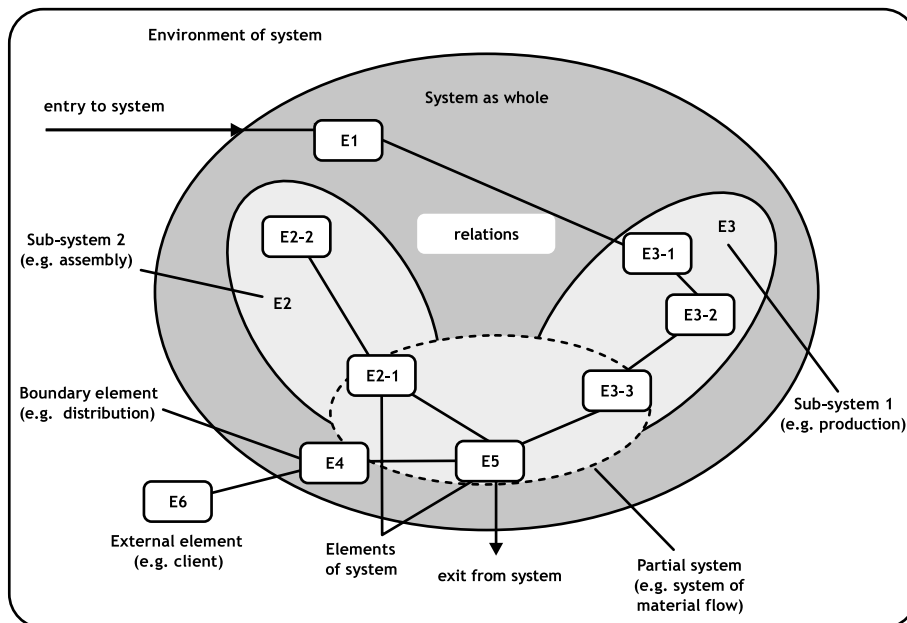 Environment of system
System as whole
entry to system
E1
E2-2
relations
E3
E3-1
Sub-system 2
(e.g. assembly)
E2
E3-2
E2-1
E3-3
Boundary element
(e.g. distribution)
Sub-system 1
(e.g. production)
E4
E5
E6
External element
(e.g. client)
Elements
of system
exit from system
Partial system
(e.g. system of
material flow)